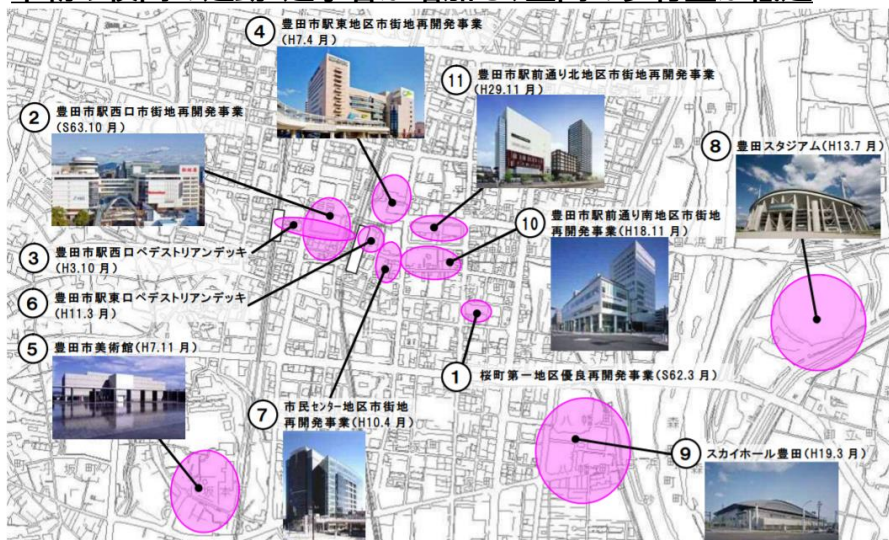 ④
豊田市駅東地区市街地再開発事業
(H7.4月)
⑪
豊田市駅前通り北地区市街地再開発事業
(H29.11月)
②
豊田市駅西口市街地再開発事業
(S63.10月)
⑧
豊田スタジアム(H13.7月)
⑩
豊田市駅前通り南地区市街地
再開発事業(H18.11月)
③
豊田市駅西口ペデストリアンデッキ
(H3.10月)
⑥
豊田市駅東口ペデストリアンデッキ
(H11.3月)
⑤
豊田市美術館(H7.11月)
①
桜町第一地区優良再開発事業(S62.3月)
⑦
市民センター地区市街地
再開発事業(H10.4月)
⑨
スカイホール豊田(H19.3月)